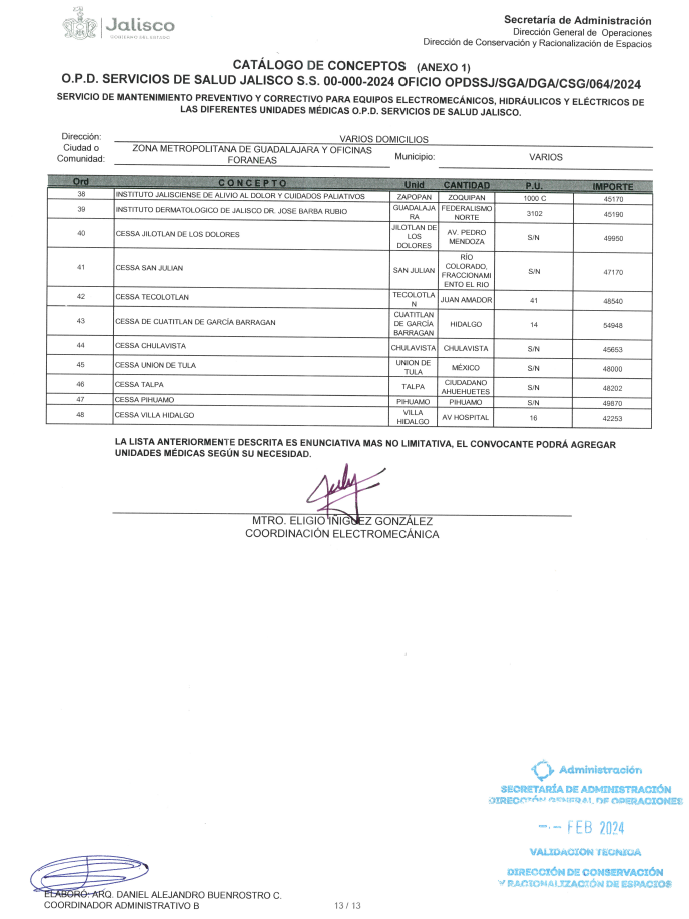 Jalisco
GOBIERNO DEL ESTADO
Secretaría de Administración
Dirección General de Operaciones
Dirección de Conservación y Racionalización de Espacios
CATÁLOGO DE CONCEPTOS (ANEXO 1)
O.P.D. SERVICIOS DE SALUD JALISCO S.S. 00-000-2024 OFICIO OPDSSJ/SGA/DGA/CSG/064/2024
SERVICIO DE MANTENIMIENTO PREVENTIVO Y CORRECTIVO PARA EQUIPOS ELECTROMECÁNICOS, HIDRÁULICOS Y ELÉCTRICOS DE
LAS DIFERENTES UNIDADES MÉDICAS O.P.D. SERVICIOS DE SALUD JALISCO.
Dirección: VARIOS DOMICILIOS
Ciudad o Comunidad: ZONA METROPOLITANA DE GUADALAJARA Y OFICINAS FORANEAS Municipio: VARIOS
Ord CONCEPTO Unid CANTIDAD P.U. IMPORTE
38 INSTITUTO JALISCIENSE DE ALIVIO AL DOLOR Y CUIDADOS PALIATIVOS ZAPOPAN ZOQUIPAN 1000 C 45170
39 INSTITUTO DERMATOLOGICO DE JALISCO DR. JOSE BARBA RUBIO GUADALAJARA FEDERALISMO NORTE 3102 45190
40 CESSA JILOTLAN DE LOS DOLORES JILOTLAN DE LOS DOLORES AV. PEDRO MENDOZA S/N 49950
41 CESSA SAN JULIAN SAN JULIAN RÍO COLORADO, FRACCIONAMIENTO EL RIO S/N 47170
42 CESSA TECOLOTLAN TECOLOTLAN JUAN AMADOR 41 48540
43 CESSA DE CUATITLAN DE GARCÍA BARRAGAN CUATITLAN DE GARCÍA BARRAGAN HIDALGO 14 54948
44 CESSA CHULAVISTA CHULAVISTA CHULAVISTA S/N 45653
45 CESSA UNION DE TULA UNION DE TULA MÉXICO S/N 48000
46 CESSA TALPA TALPA CIUDADANO AHUEHUETES S/N 48202
47 CESSA PIHUAMO PIHUAMO PIHUAMO S/N 49870
48 CESSA VILLA HIDALGO VILLA HIDALGO AV HOSPITAL 16 42253
LA LISTA ANTERIORMENTE DESCRITA ES ENUNCIATIVA MAS NO LIMITATIVA, EL CONVOCANTE PODRÁ AGREGAR
UNIDADES MÉDICAS SEGÚN SU NECESIDAD.
MTRO. ELIGIO IÑIGUEZ GONZÁLEZ
COORDINACIÓN ELECTROMECÁNICA
Administración
SECRETARÍA DE ADMINISTRACIÓN
DIRECCIÓN GENERAL DE OPERACIONES
FEB 2024
VALIDACION TECNICA
DIRECCIÓN DE CONSERVACIÓN
Y RACIONALIZACIÓN DE ESPACIOS
ELABORÓ: ARQ. DANIEL ALEJANDRO BUENROSTRO C.
COORDINADOR ADMINISTRATIVO B
13 / 13